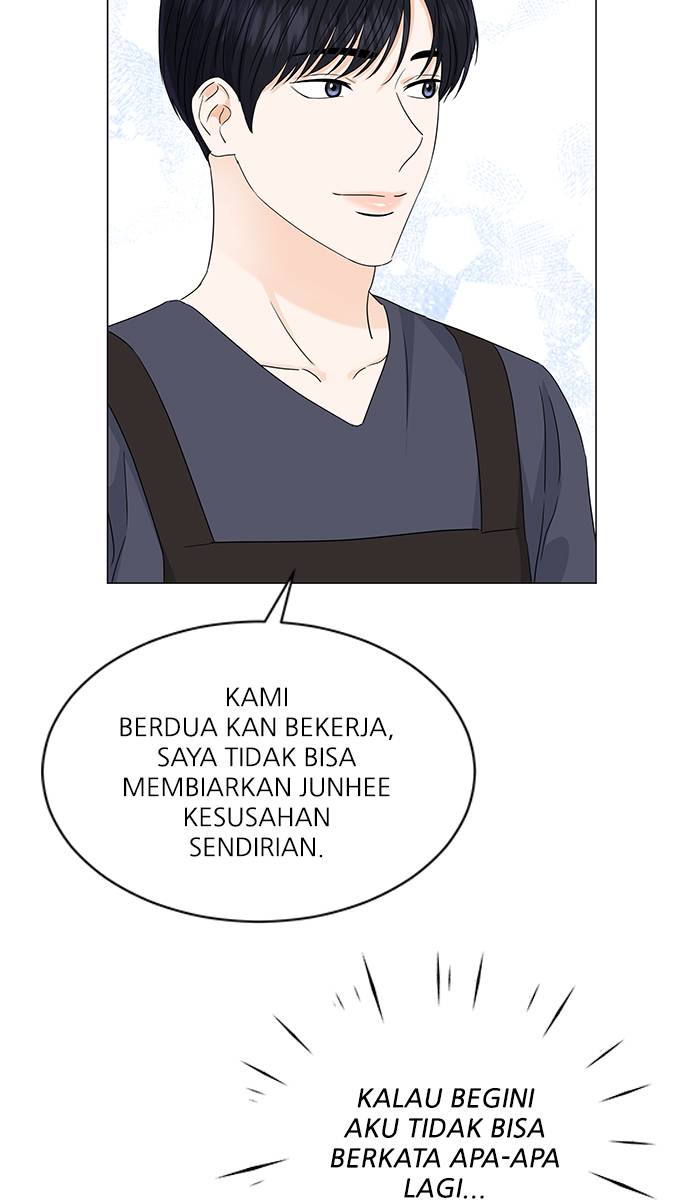 KAMI
BERDUA KAN BEKERJA,
SAYA TIDAK BISA
MEMBIARKAN JUNHEE
KESUSAHAN
SENDIRIAN.
KALAU BEGINI
AKU TIDAK BISA
BERKATA APA-APA
LAGI...